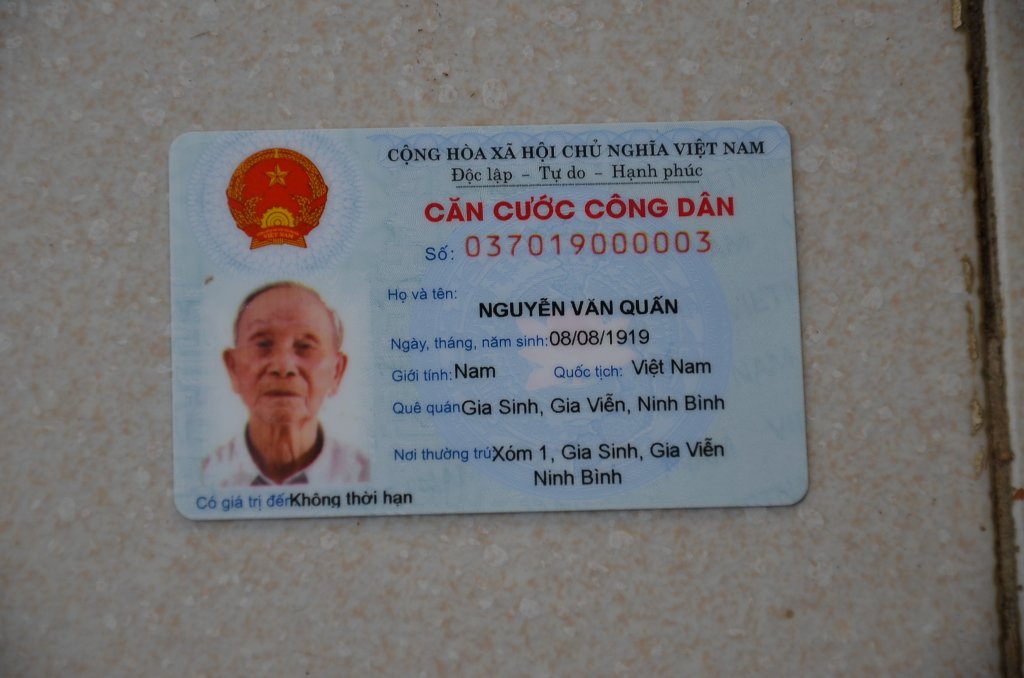 CỘNG HÒA XÃ HỘI CHỦ NGHĨA VIỆT NAM
Độc lập – Tự do – Hạnh phúc
CĂN CƯỚC CÔNG DÂN
Số: 037019000003
Họ và tên:
NGUYỄN VĂN QUẤN
Ngày, tháng, năm sinh: 08/08/1919
Giới tính: Nam Quốc tịch: Việt Nam
Quê quán Gia Sinh, Gia Viễn, Ninh Bình
Nơi thường trú Xóm 1, Gia Sinh, Gia Viễn
Ninh Bình
Có giá trị đến Không thời hạn
VIỆT NAM